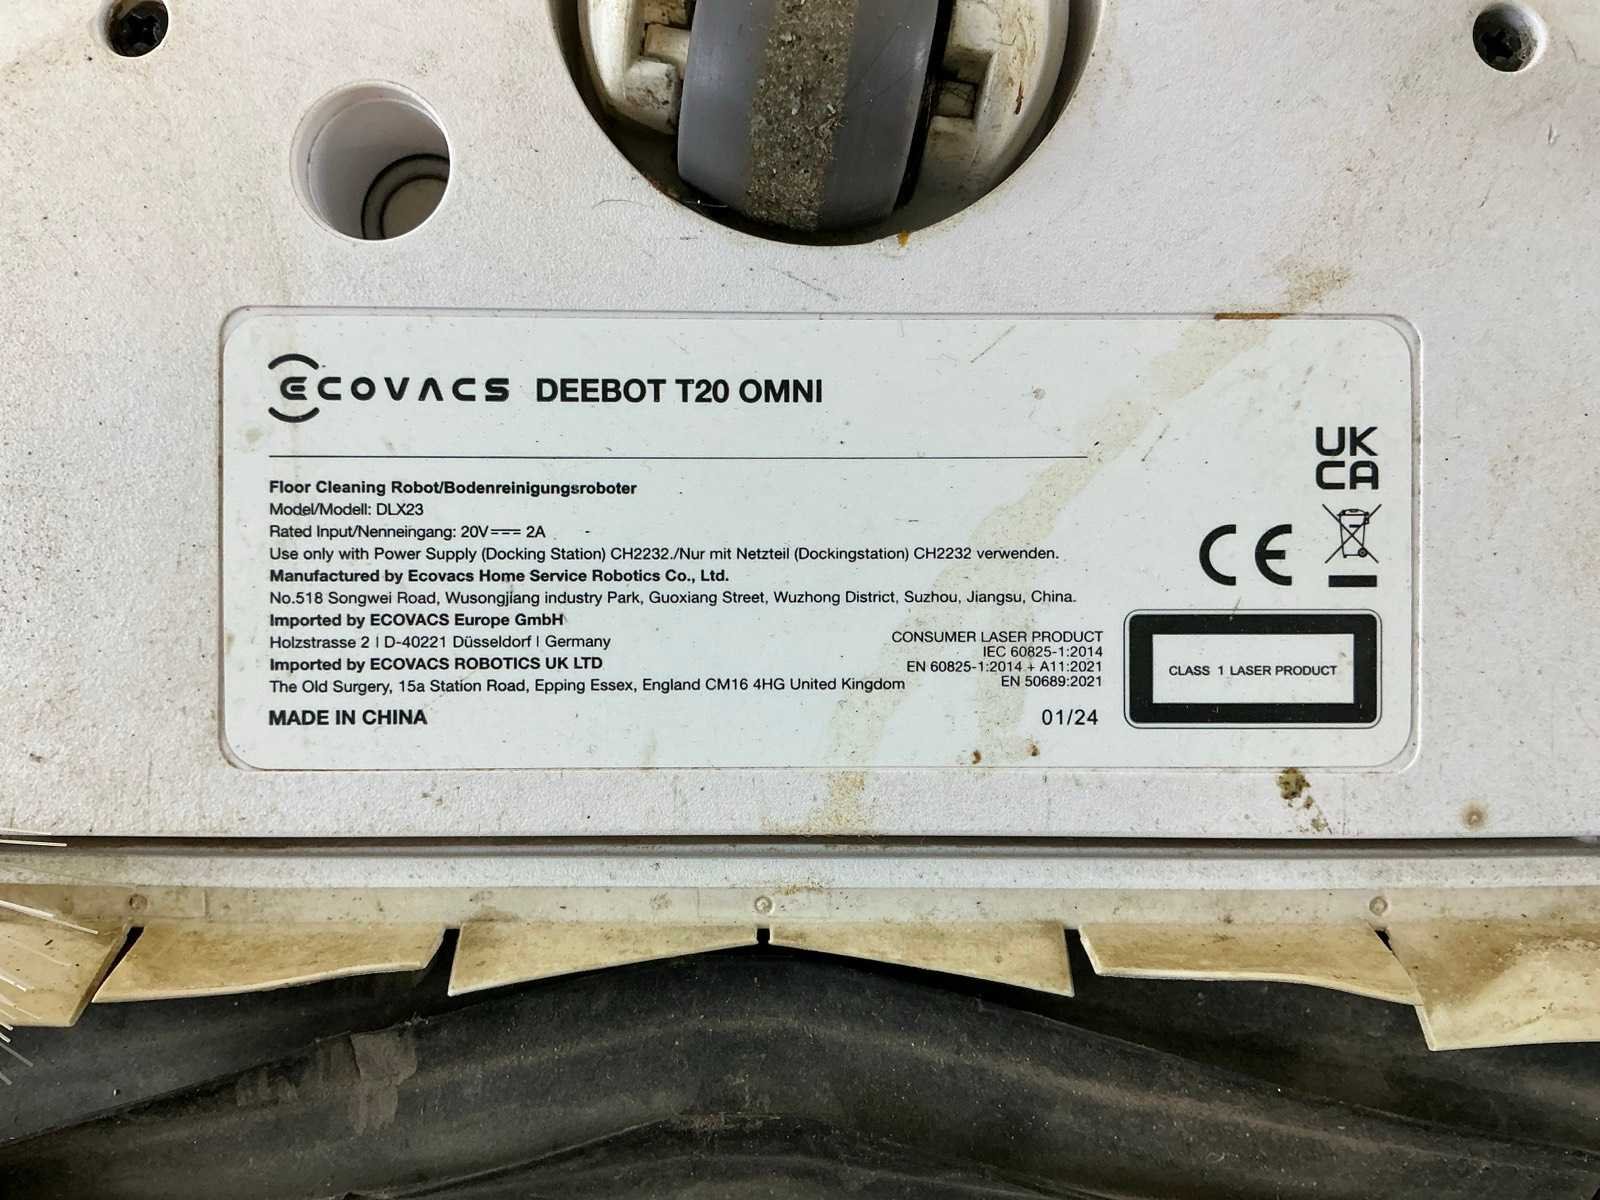 ECOVACS DEEBOT T20 OMNI
UK
CA
Floor Cleaning Robot/Bodenreinigungsroboter
Model/Modell: DLX23
Rated Input/Nenneingang: 20V⎓ 2A
Use only with Power Supply (Docking Station) CH2232./Nur mit Netzteil (Dockingstation) CH2232 verwenden.
CE
Manufactured by Ecovacs Home Service Robotics Co., Ltd.
No.518 Songwei Road, Wusongjiang industry Park, Guoxiang Street, Wuzhong District, Suzhou, Jiangsu, China.
Imported by ECOVACS Europe GmbH
Holzstrasse 2 I D-40221 Düsseldorf I Germany
Imported by ECOVACS ROBOTICS UK LTD
The Old Surgery, 15a Station Road, Epping Essex, England CM16 4HG United Kingdom
MADE IN CHINA
CONSUMER LASER PRODUCT
IEC 60825-1:2014
EN 60825-1:2014 + A11:2021
EN 50689:2021
01/24
CLASS 1 LASER PRODUCT